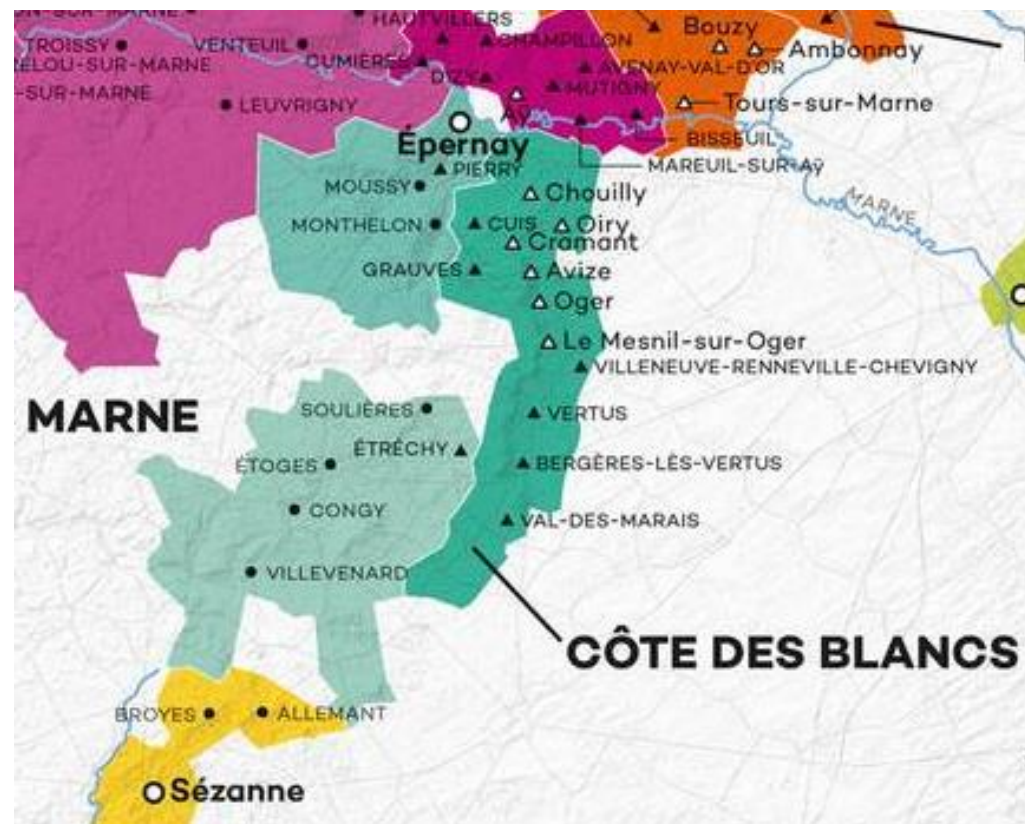 HAUTVILLERS
TROISSY
VENTEUIL
CHAMPILLON
Bouzy
Ambonnay
CUMIÈRES
-SUR-MARNE
DIZY
AVENAY-VAL-D'OR
MUTIGNY
-SUR-MARNE
LEUVRIGNY
Aÿ
Tours-sur-Marne
Épernay
BISSEUIL
PIERRY
MAREUIL-SUR-Aÿ
MOUSSY
Chouilly
MARNE
MONTHELON
CUIS
Oiry
Cramant
GRAUVES
Avize
Oger
Le Mesnil-sur-Oger
VILLENEUVE-RENNEVILLE-CHEVIGNY
MARNE
SOULIÈRES
VERTUS
ÉTRÉCHY
ÉTOGES
BERGÈRES-LÈS-VERTUS
CONGY
VAL-DES-MARAIS
VILLEVENARD
CÔTE DES BLANCS
BROYES
ALLEMANT
Sézanne